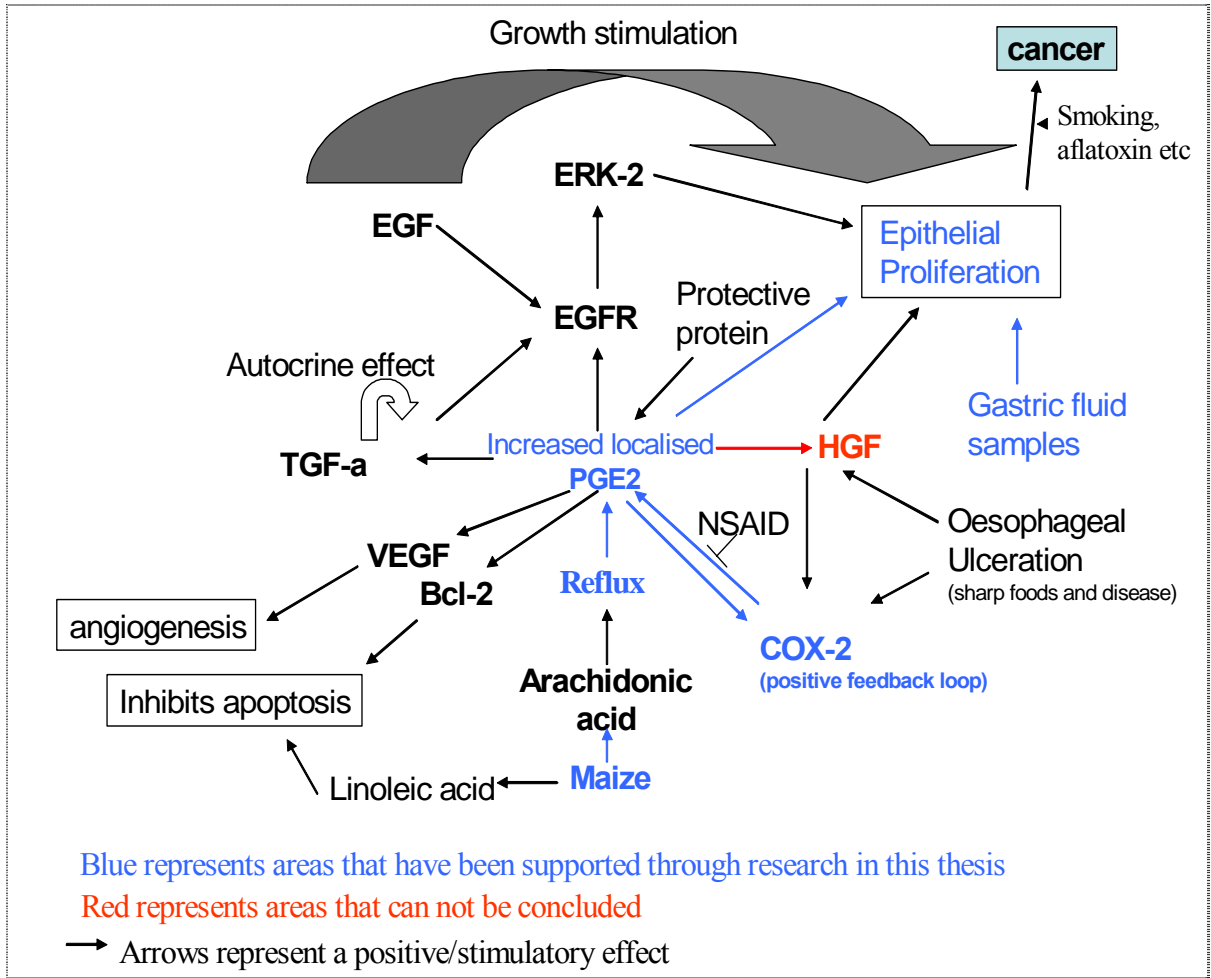 Growth stimulation
cancer
Smoking,
aflatoxin etc
ERK-2
EGF
Epithelial
Proliferation
EGFR
Protective
protein
Autocrine effect
TGF-a
Increased localised
PGE2
HGF
Gastric fluid
samples
NSAID
Oesophageal
Ulceration
(sharp foods and disease)
VEGF
Bcl-2
Reflux
angiogenesis
COX-2
(positive feedback loop)
Arachidonic
acid
Inhibits apoptosis
Linoleic acid
Maize
Blue represents areas that have been supported through research in this thesis
Red represents areas that can not be concluded
Arrows represent a positive/stimulatory effect